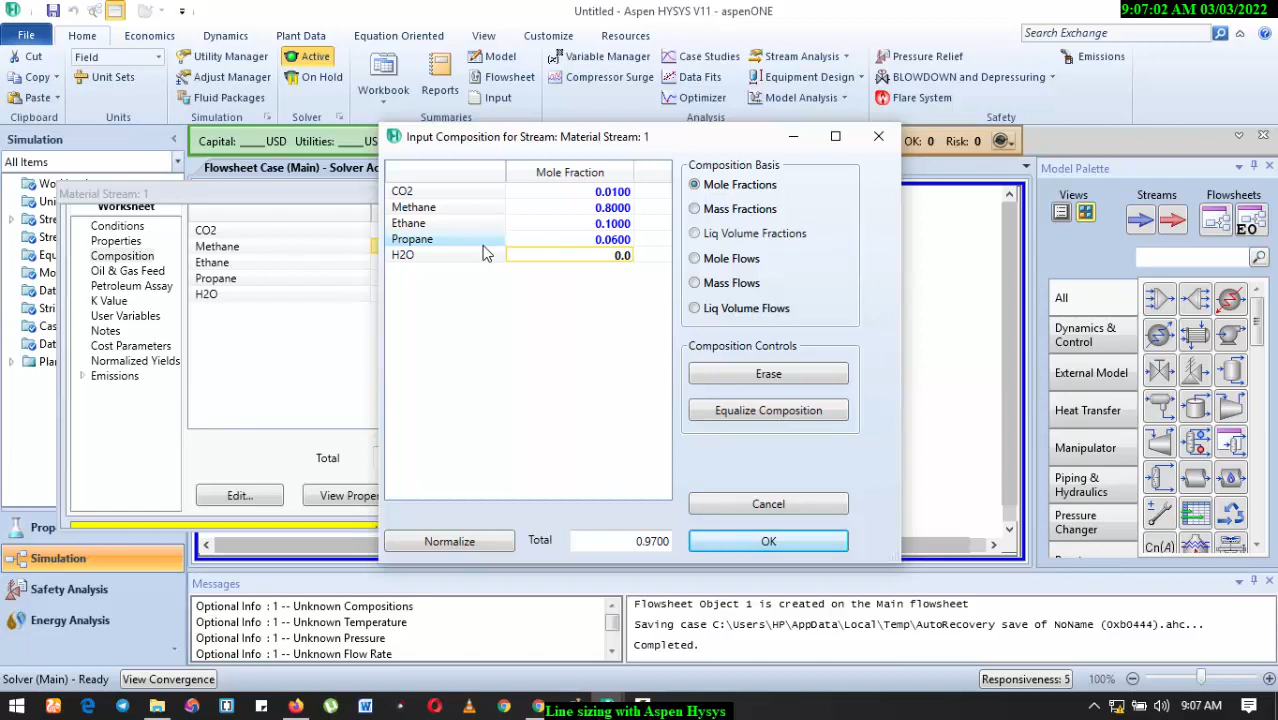 Untitled - Aspen HYSYS V11 - aspenONE
9:07:02 AM 03/03/2022
File
Home
Economics
Dynamics
Plant Data
Equation Oriented
View
Customize
Resources
Search Exchange
Cut
Copy
Paste
Clipboard
Field
Unit Sets
Units
Utility Manager
Adjust Manager
Fluid Packages
Simulation
Active
On Hold
Solver
Workbook
Reports
Model
Flowsheet
Input
Summaries
Variable Manager
Compressor Surge
Case Studies
Data Fits
Optimizer
Stream Analysis
Equipment Design
Model Analysis
Analysis
Pressure Relief
BLOWDOWN and Depressuring
Flare System
Emissions
Safety
Simulation
All Items
Capital: USD Utilities:
OK: 0 Risk: 0
Flowsheet Case (Main) - Solver
Material Stream: 1
Worksheet
Conditions
Properties
Composition
Oil & Gas Feed
Petroleum Assay
K Value
User Variables
Notes
Cost Parameters
Normalized Yields
Emissions
CO2
Methane
Ethane
Propane
H2O
Total
Edit...
View
Input Composition for Stream: Material Stream: 1
Mole Fraction
CO2 0.0100
Methane 0.8000
Ethane 0.1000
Propane 0.0600
H2O 0.0
Composition Basis
Mole Fractions
Mass Fractions
Liq Volume Fractions
Mole Flows
Mass Flows
Liq Volume Flows
Composition Controls
Erase
Equalize Composition
Cancel
Normalize
Total 0.9700
OK
Model Palette
Views
Streams
Flowsheets
EO
All
Dynamics &
Control
External Model
Heat Transfer
Manipulator
Piping &
Hydraulics
Pressure
Changer
Cn(A)
Simulation
Safety Analysis
Energy Analysis
Messages
Optional Info : 1 -- Unknown Compositions
Optional Info : 1 -- Unknown Temperature
Optional Info : 1 -- Unknown Pressure
Optional Info : 1 -- Unknown Flow Rate
Flowsheet Object 1 is created on the Main flowsheet
Saving case C:\Users\HP\AppData\Local\Temp\AutoRecovery save of NoName (0xb0444).ahc...
Completed.
Solver (Main) - Ready
View Convergence
Responsiveness: 5
100%
9:07 AM
Line sizing with Aspen Hysys